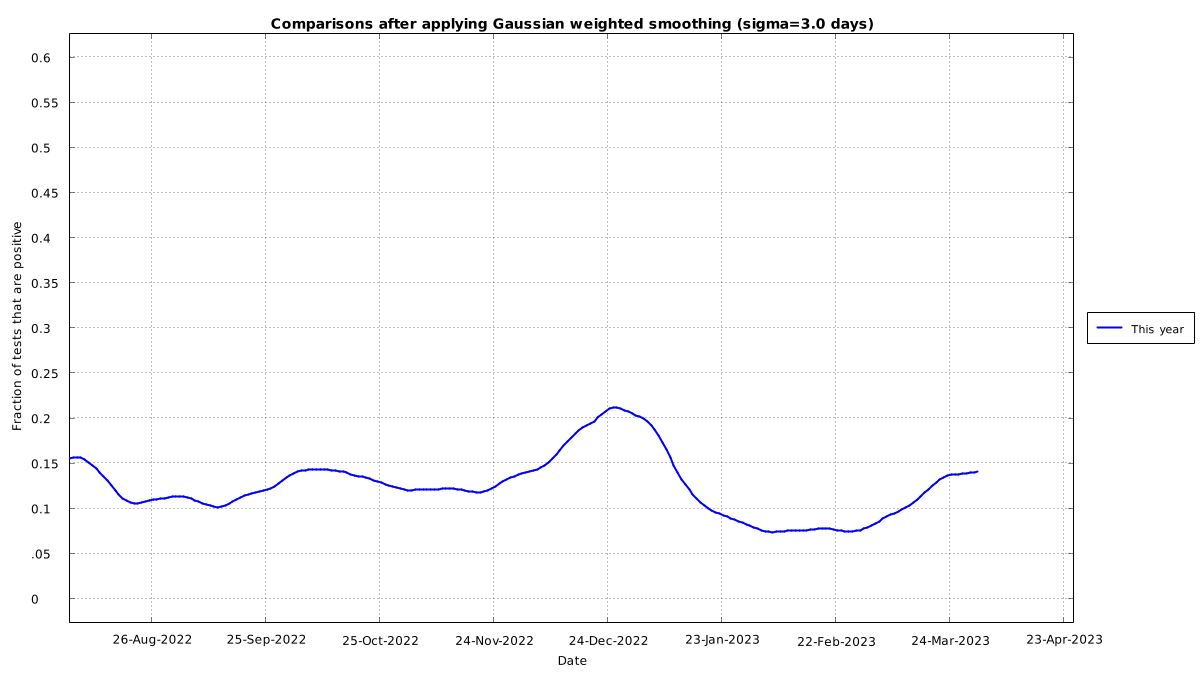 Comparisons after applying Gaussian weighted smoothing (sigma=3.0 days)
0.6
0.55
0.5
0.45
0.4
0.35
0.3
0.25
0.2
0.15
0.1
.05
0
Fraction of tests that are positive
This year
26-Aug-2022 25-Sep-2022 25-Oct-2022 24-Nov-2022 24-Dec-2022 23-Jan-2023 22-Feb-2023 24-Mar-2023 23-Apr-2023
Date